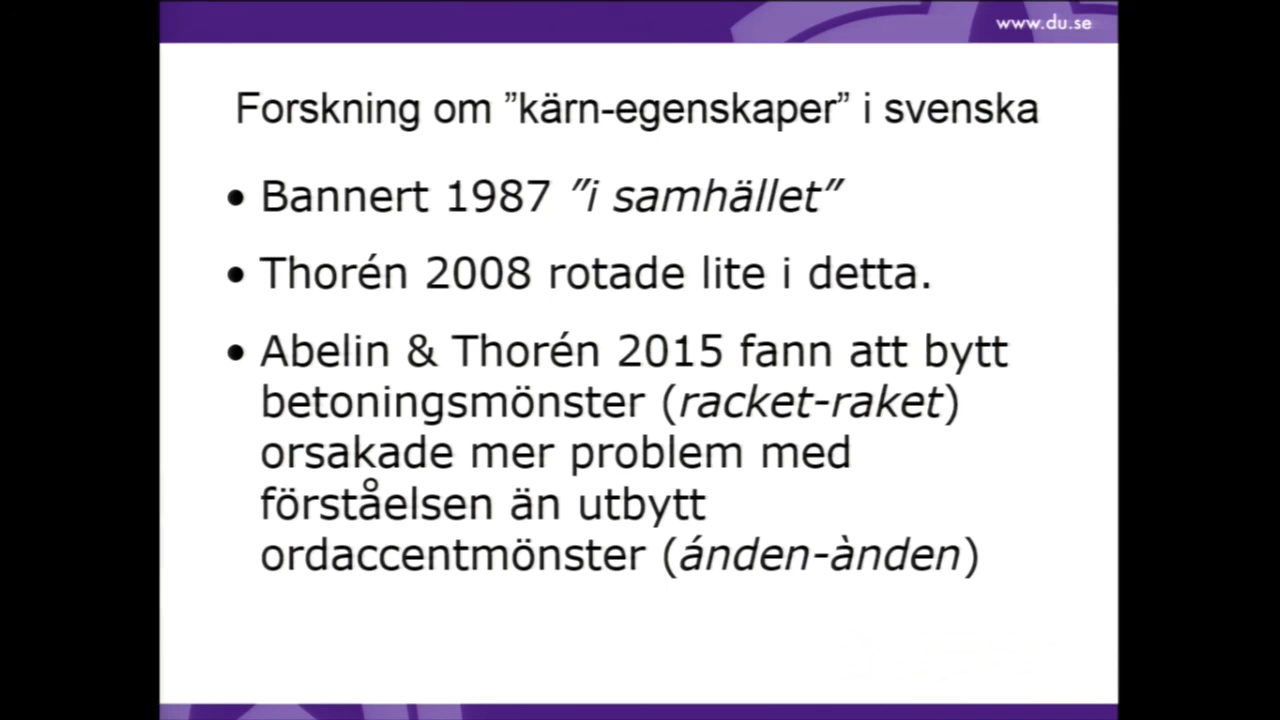 www.du.se
Forskning om ”kärn-egenskaper” i svenska
• Bannert 1987 ”i samhället”
• Thorén 2008 rotade lite i detta.
• Abelin & Thorén 2015 fann att bytt
betoningsmönster (racket-raket)
orsakade mer problem med
förståelsen än utbytt
ordaccentmönster (ánden-ànden)